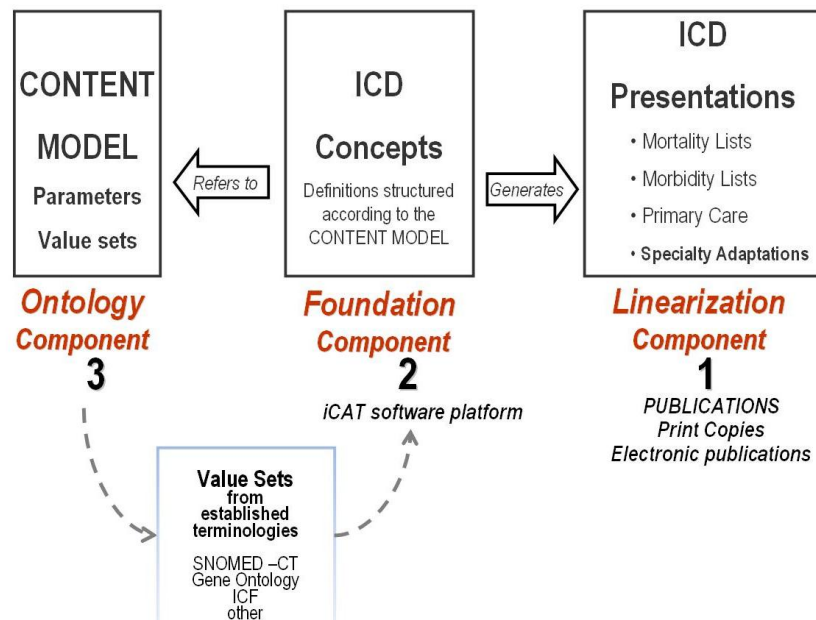 CONTENT
MODEL
Parameters
Value sets
Refers to
ICD
Concepts
Definitions structured
according to the
CONTENT MODEL
Generates
ICD
Presentations
• Mortality Lists
• Morbidity Lists
• Primary Care
• Specialty Adaptations
Ontology
Component
3
Foundation
Component
2
iCAT software platform
Linearization
Component
1
PUBLICATIONS
Print Copies
Electronic publications
Value Sets
from
established
terminologies
SNOMED –CT
Gene Ontology
ICF
other